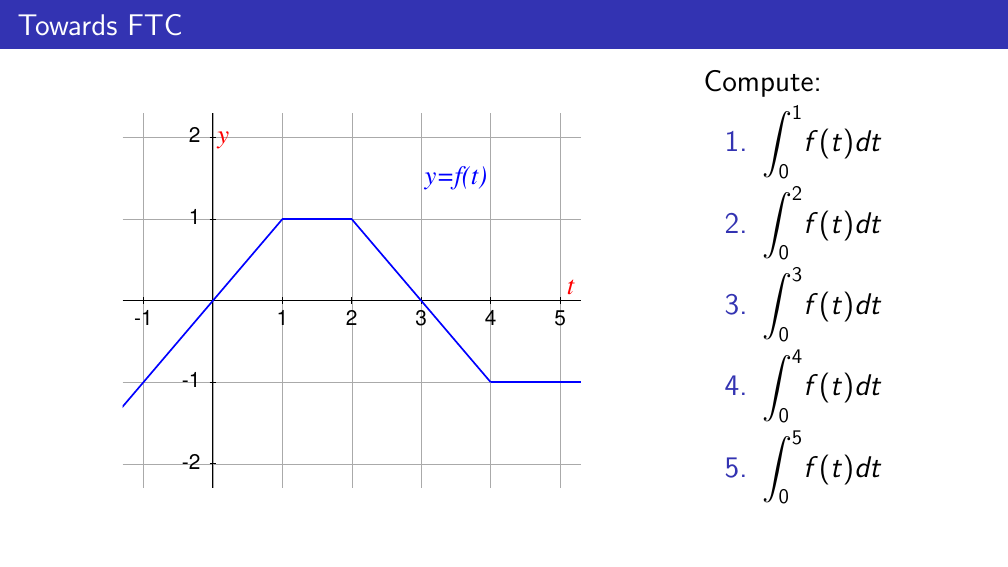 Towards FTC
2
y
y=f(t)
1
t
-1
1
2
3
4
5
-1
-2
Compute:
1. ∫₀¹ f(t)dt
2. ∫₀² f(t)dt
3. ∫₀³ f(t)dt
4. ∫₀⁴ f(t)dt
5. ∫₀⁵ f(t)dt